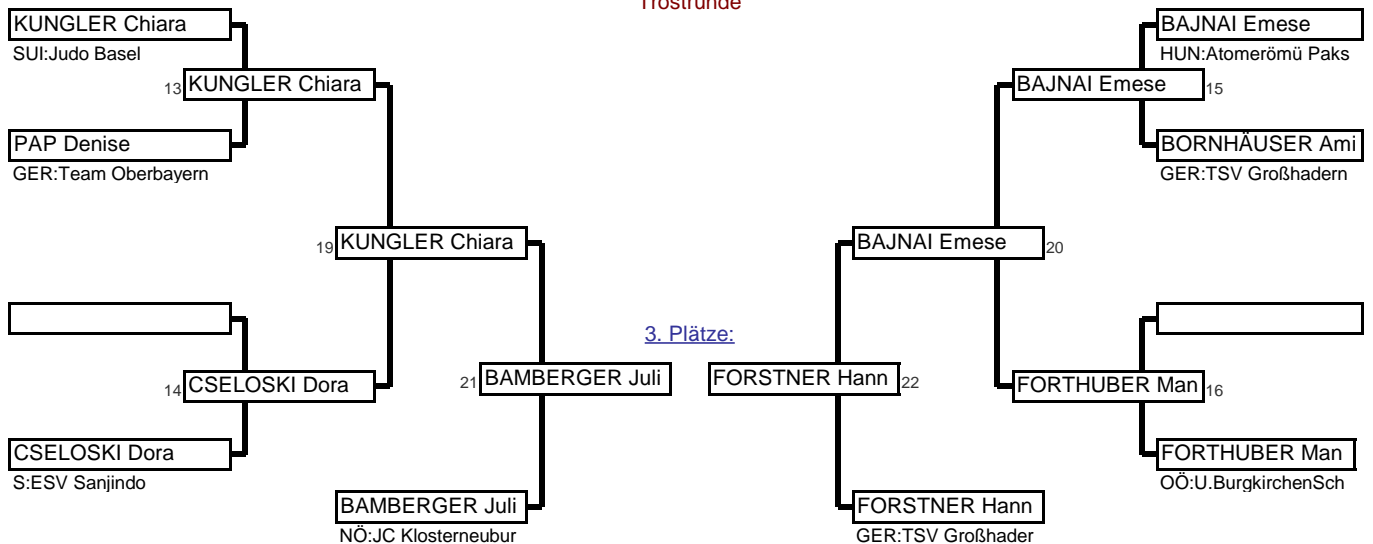 Trostrunde
KUNGLER Chiara
SUI:Judo Basel
13 KUNGLER Chiara
PAP Denise
GER:Team Oberbayern
19 KUNGLER Chiara
14 CSELOSKI Dora
CSELOSKI Dora
S:ESV Sanjindo
21 BAMBERGER Juli
BAMBERGER Juli
NÖ:JC Klosterneubur
3. Plätze:
BAJNAI Emese
HUN:Atomerömü Paks
BAJNAI Emese 15
BORNHÄUSER Ami
GER:TSV Großhadern
BAJNAI Emese 20
FORSTNER Hann 22
FORTHUBER Man 16
FORTHUBER Man
OÖ:U.BurgkirchenSch
FORSTNER Hann
GER:TSV Großhader